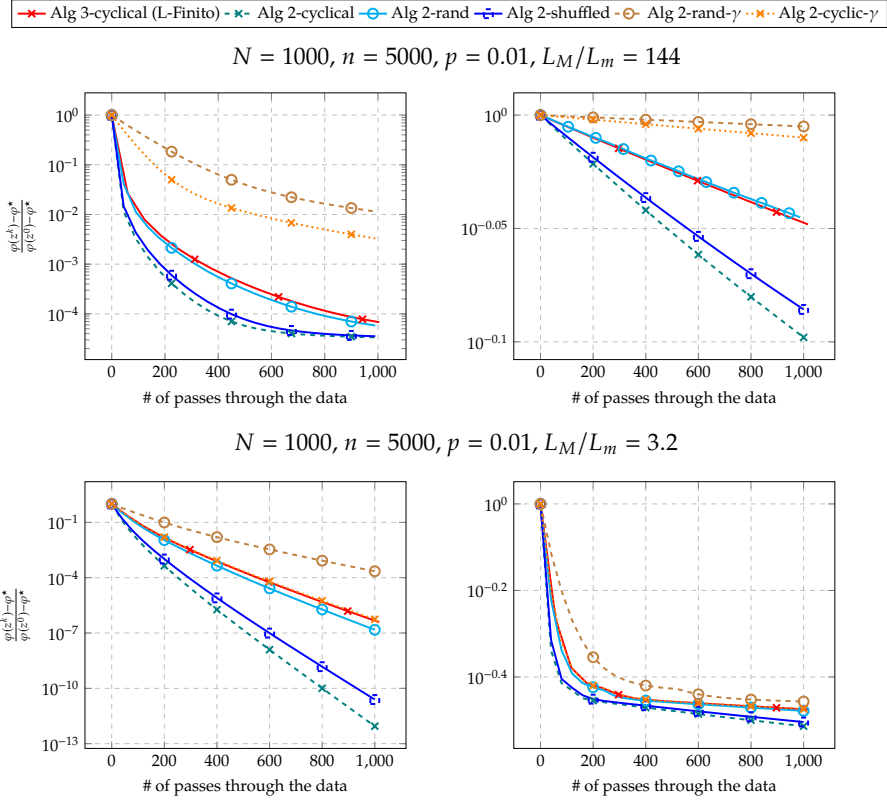 Alg 3-cyclical (L-Finito) Alg 2-cyclical Alg 2-rand Alg 2-shuffled Alg 2-rand-γ Alg 2-cyclic-γ
N = 1000, n = 5000, p = 0.01, L_M/L_m = 144
10^0
10^−1
10^−2
10^−3
10^−4
φ(z^k)−φ^★
φ(z^0)−φ^★
0 200 400 600 800 1,000
# of passes through the data
10^0
10^−0.05
10^−0.1
0 200 400 600 800 1,000
# of passes through the data
N = 1000, n = 5000, p = 0.01, L_M/L_m = 3.2
10^−1
10^−4
10^−7
10^−10
10^−13
φ(z^k)−φ^★
φ(z^0)−φ^★
0 200 400 600 800 1,000
# of passes through the data
10^0
10^−0.2
10^−0.4
0 200 400 600 800 1,000
# of passes through the data